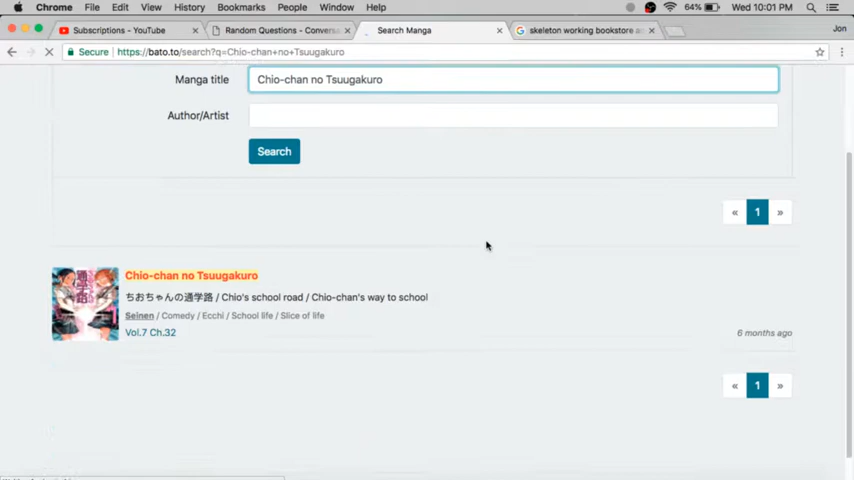 Chrome File Edit View History Bookmarks People Window Help 64% Wed 10:01 PM
Subscriptions - YouTube Random Questions - Conversa Search Manga skeleton working bookstore a Jon
Secure https://bato.to/search?q=Chio-chan+no+Tsuugakuro
Manga title Chio-chan no Tsuugakuro
Author/Artist
Search
« 1 »
Chio-chan no Tsuugakuro
ちおちゃんの通学路 / Chio's school road / Chio-chan's way to school
Seinen / Comedy / Ecchi / School life / Slice of life
Vol.7 Ch.32 6 months ago
« 1 »